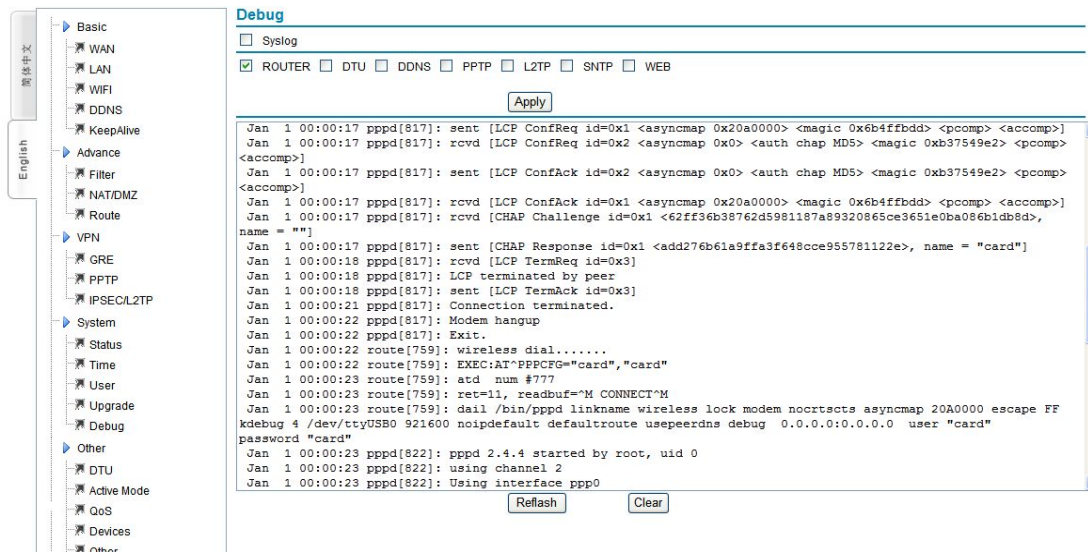 简体中文
English
Basic
WAN
LAN
WIFI
DDNS
KeepAlive
Advance
Filter
NAT/DMZ
Route
VPN
GRE
PPTP
IPSEC/L2TP
System
Status
Time
User
Upgrade
Debug
Other
DTU
Active Mode
QoS
Devices
Other
Debug
Syslog
ROUTER DTU DDNS PPTP L2TP SNTP WEB
Apply
Jan 1 00:00:17 pppd[817]: sent [LCP ConfReq id=0x1 <asyncmap 0x20a0000> <magic 0x6b4ffbdd> <pcomp> <accomp>]
Jan 1 00:00:17 pppd[817]: rcvd [LCP ConfReq id=0x2 <asyncmap 0x0> <auth chap MD5> <magic 0xb37549e2> <pcomp>
<accomp>]
Jan 1 00:00:17 pppd[817]: sent [LCP ConfAck id=0x2 <asyncmap 0x0> <auth chap MD5> <magic 0xb37549e2> <pcomp>
<accomp>]
Jan 1 00:00:17 pppd[817]: rcvd [LCP ConfAck id=0x1 <asyncmap 0x20a0000> <magic 0x6b4ffbdd> <pcomp> <accomp>]
Jan 1 00:00:17 pppd[817]: rcvd [CHAP Challenge id=0x1 <62ff36b38762d5981187a89320865ce3651e0ba086b1db8d>,
name = ""]
Jan 1 00:00:17 pppd[817]: sent [CHAP Response id=0x1 <add276b61a9ffa3f648cce955781122e>, name = "card"]
Jan 1 00:00:18 pppd[817]: rcvd [LCP TermReq id=0x3]
Jan 1 00:00:18 pppd[817]: LCP terminated by peer
Jan 1 00:00:18 pppd[817]: sent [LCP TermAck id=0x3]
Jan 1 00:00:21 pppd[817]: Connection terminated.
Jan 1 00:00:22 pppd[817]: Modem hangup
Jan 1 00:00:22 pppd[817]: Exit.
Jan 1 00:00:22 route[759]: wireless dial.......
Jan 1 00:00:22 route[759]: EXEC:AT^PPPCFG="card","card"
Jan 1 00:00:23 route[759]: atd num #777
Jan 1 00:00:23 route[759]: ret=11, readbuf=^M CONNECT^M
Jan 1 00:00:23 route[759]: dail /bin/pppd linkname wireless lock modem nocrtscts asyncmap 20A0000 escape FF
kdebug 4 /dev/ttyUSB0 921600 noipdefault defaultroute usepeerdns debug 0.0.0.0:0.0.0.0 user "card"
password "card"
Jan 1 00:00:23 pppd[822]: pppd 2.4.4 started by root, uid 0
Jan 1 00:00:23 pppd[822]: using channel 2
Jan 1 00:00:23 pppd[822]: Using interface ppp0
Reflash Clear